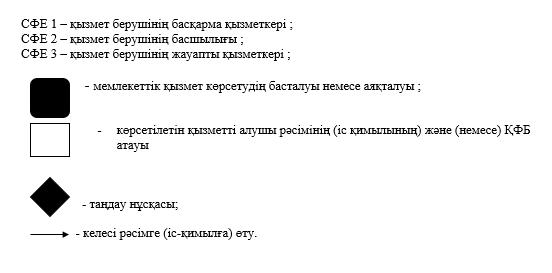 СФЕ 1 – қызмет берушінің басқарма қызметкері ;
СФЕ 2 – қызмет берушінің басшылығы ;
СФЕ 3 – қызмет берушінің жауапты қызметкері ;
- мемлекеттік қызмет көрсетудің басталуы немесе аяқталуы ;
- көрсетілетін қызметті алушы рәсімінің (іс қимылының) және (немесе) ҚФБ
атауы
- таңдау нұсқасы;
- келесі рәсімге (іс-қимылға) өту.